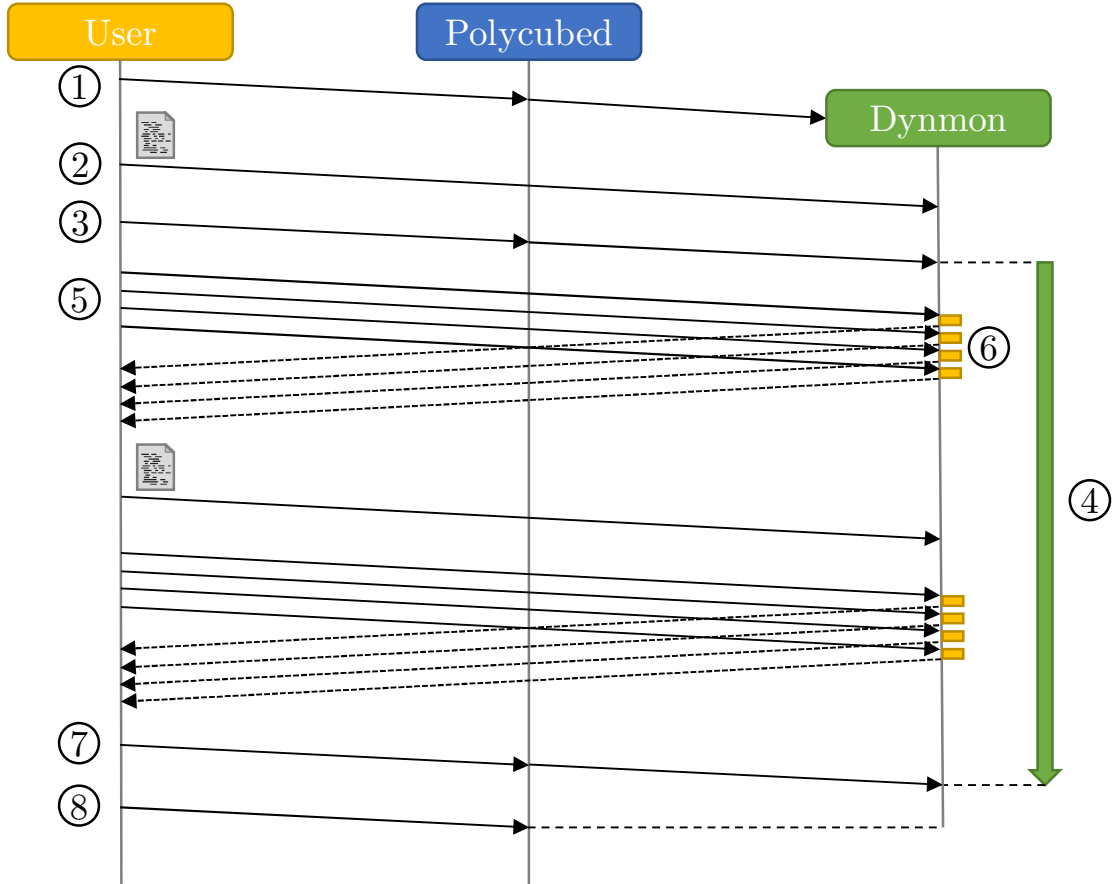 User
Polycubed
①
Dynmon
②
③
⑤
⑥
④
⑦
⑧